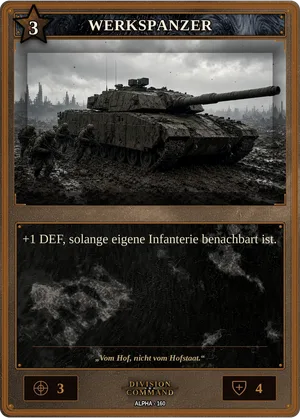 3
WERKSPANZER
+1 DEF, solange eigene Infanterie benachbart ist.
„Vom Hof, nicht vom Hofstaat.“
3
DIVISION
COMMAND
ALPHA - 160
4